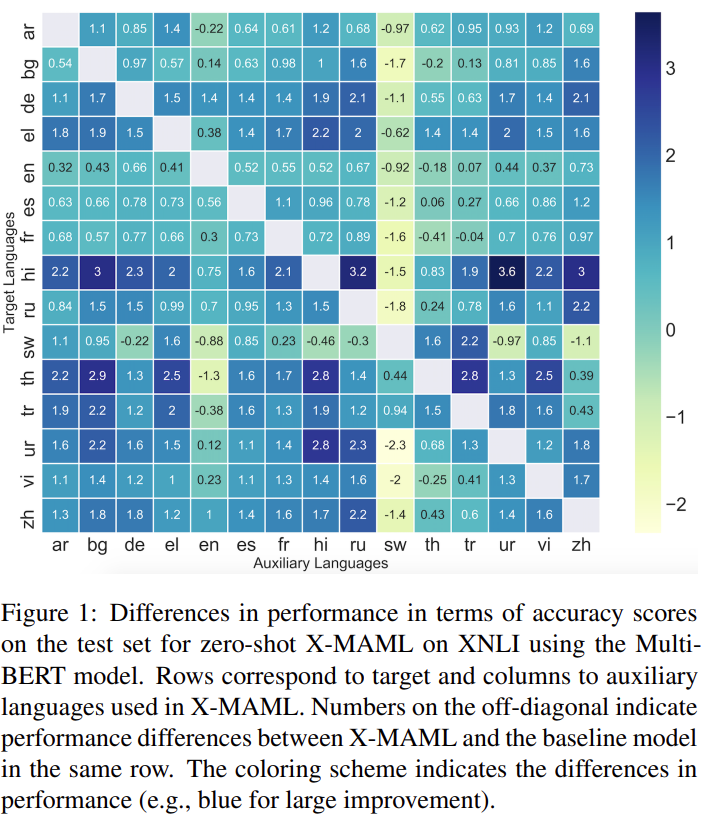 ar 1.1 0.85 1.4 -0.22 0.64 0.61 1.2 0.68 -0.97 0.62 0.95 0.93 1.2 0.69
bg 0.54 0.97 0.57 0.14 0.63 0.98 1 1.6 -1.7 -0.2 0.13 0.81 0.85 1.6
de 1.1 1.7 1.5 1.4 1.4 1.4 1.9 2.1 -1.1 0.55 0.63 1.7 1.4 2.1
el 1.8 1.9 1.5 0.38 1.4 1.7 2.2 2 -0.62 1.4 1.4 2 1.5 1.6
en 0.32 0.43 0.66 0.41 0.52 0.55 0.52 0.67 -0.92 -0.18 0.07 0.44 0.37 0.73
es 0.63 0.66 0.78 0.73 0.56 1.1 0.96 0.78 -1.2 0.06 0.27 0.66 0.86 1.2
fr 0.68 0.57 0.77 0.66 0.3 0.73 0.72 0.89 -1.6 -0.41 -0.04 0.7 0.76 0.97
hi 2.2 3 2.3 2 0.75 1.6 2.1 3.2 -1.5 0.83 1.9 3.6 2.2 3
ru 0.84 1.5 1.5 0.99 0.7 0.95 1.3 1.5 -1.8 0.24 0.78 1.6 1.1 2.2
sw 1.1 0.95 -0.22 1.6 -0.88 0.85 0.23 -0.46 -0.3 1.6 2.2 -0.97 0.85 -1.1
th 2.2 2.9 1.3 2.5 -1.3 1.6 1.7 2.8 1.4 0.44 2.8 1.3 2.5 0.39
tr 1.9 2.2 1.2 2 -0.38 1.6 1.3 1.9 1.2 0.94 1.5 1.8 1.6 0.43
ur 1.6 2.2 1.6 1.5 0.12 1.1 1.4 2.8 2.3 -2.3 0.68 1.3 1.2 1.8
vi 1.1 1.4 1.2 1 0.23 1.1 1.3 1.4 1.6 -2 -0.25 0.41 1.3 1.7
zh 1.3 1.8 1.8 1.2 1 1.4 1.6 1.7 2.2 -1.4 0.43 0.6 1.4 1.6
ar bg de el en es fr hi ru sw th tr ur vi zh
Target Languages
Auxiliary Languages
3
2
1
0
−1
−2
Figure 1: Differences in performance in terms of accuracy scores
on the test set for zero-shot X-MAML on XNLI using the Multi-
BERT model. Rows correspond to target and columns to auxiliary
languages used in X-MAML. Numbers on the off-diagonal indicate
performance differences between X-MAML and the baseline model
in the same row. The coloring scheme indicates the differences in
performance (e.g., blue for large improvement).